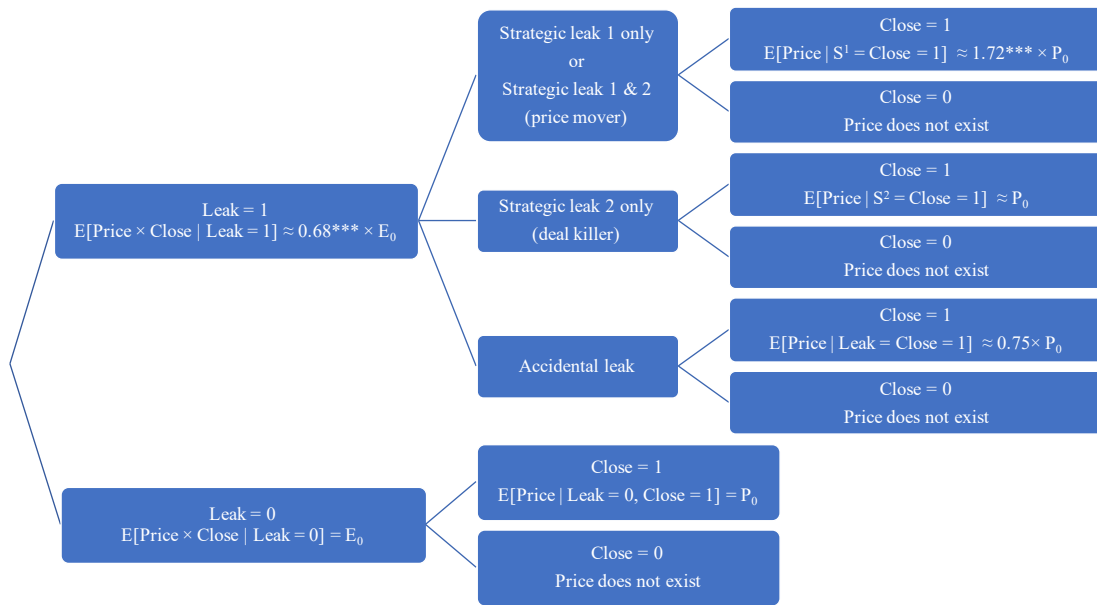 Leak = 1
E[Price × Close | Leak = 1] ≈ 0.68*** × E₀
Strategic leak 1 only
or
Strategic leak 1 & 2
(price mover)
Close = 1
E[Price | S¹ = Close = 1] ≈ 1.72*** × P₀
Close = 0
Price does not exist
Strategic leak 2 only
(deal killer)
Close = 1
E[Price | S² = Close = 1] ≈ P₀
Close = 0
Price does not exist
Accidental leak
Close = 1
E[Price | Leak = Close = 1] ≈ 0.75× P₀
Close = 0
Price does not exist
Leak = 0
E[Price × Close | Leak = 0] = E₀
Close = 1
E[Price | Leak = 0, Close = 1] = P₀
Close = 0
Price does not exist